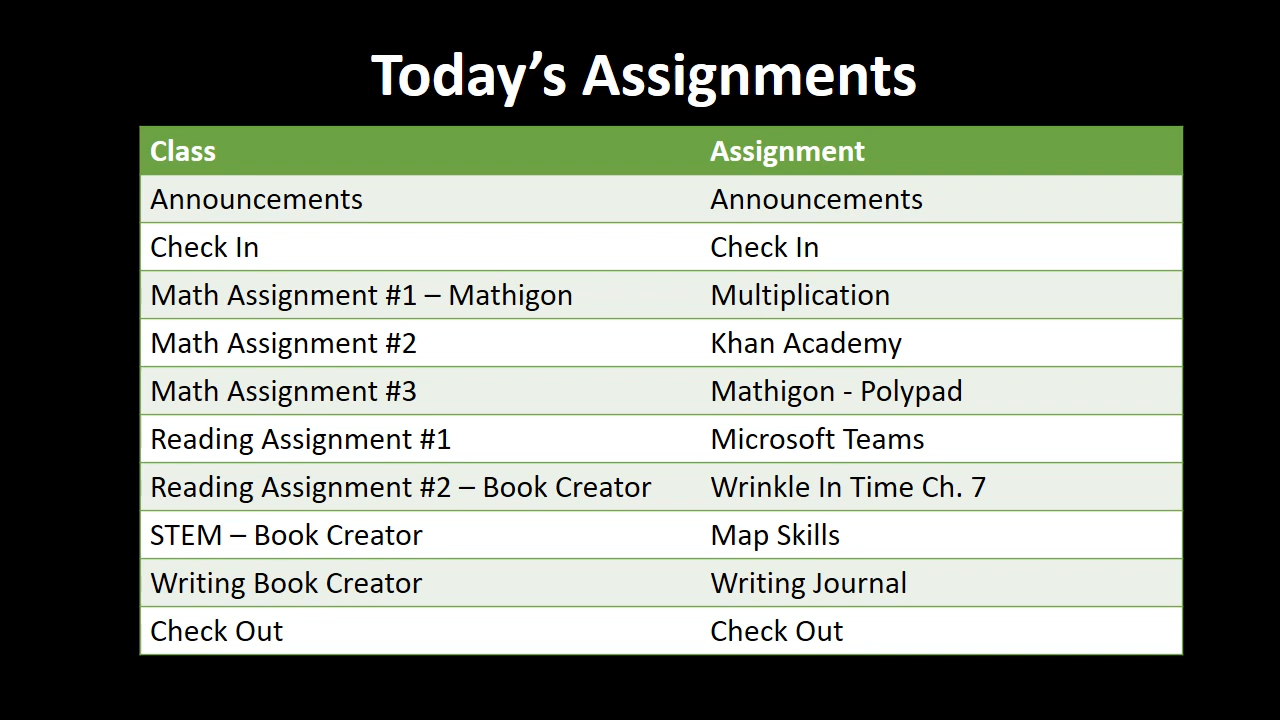 Today’s Assignments
Class Assignment
Announcements Announcements
Check In Check In
Math Assignment #1 – Mathigon Multiplication
Math Assignment #2 Khan Academy
Math Assignment #3 Mathigon - Polypad
Reading Assignment #1 Microsoft Teams
Reading Assignment #2 – Book Creator Wrinkle In Time Ch. 7
STEM – Book Creator Map Skills
Writing Book Creator Writing Journal
Check Out Check Out